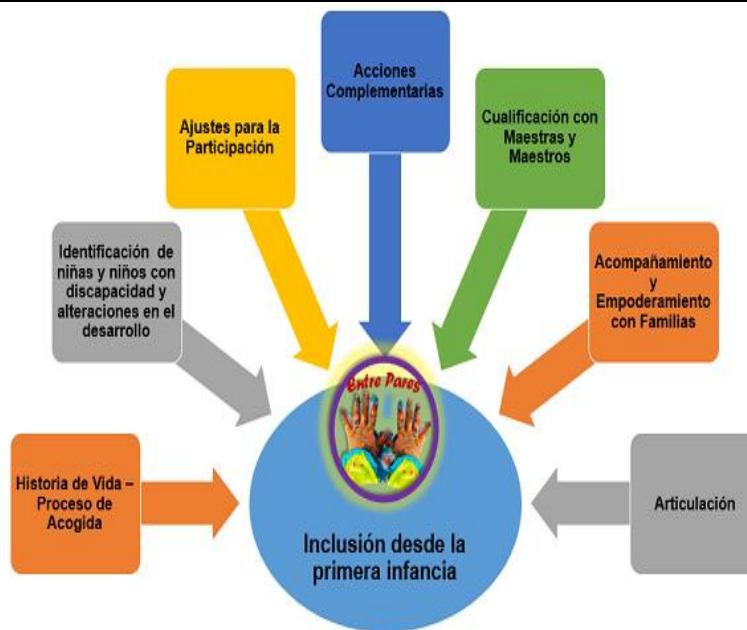 Acciones
Complementarias
Ajustes para la
Participación
Cualificación con
Maestras y
Maestros
Identificación de
niñas y niños con
discapacidad y
alteraciones en el
desarrollo
Acompañamiento
y
Empoderamiento
con Familias
Historia de Vida –
Proceso de
Acogida
Articulación
Entre Pares
Inclusión desde la
primera infancia